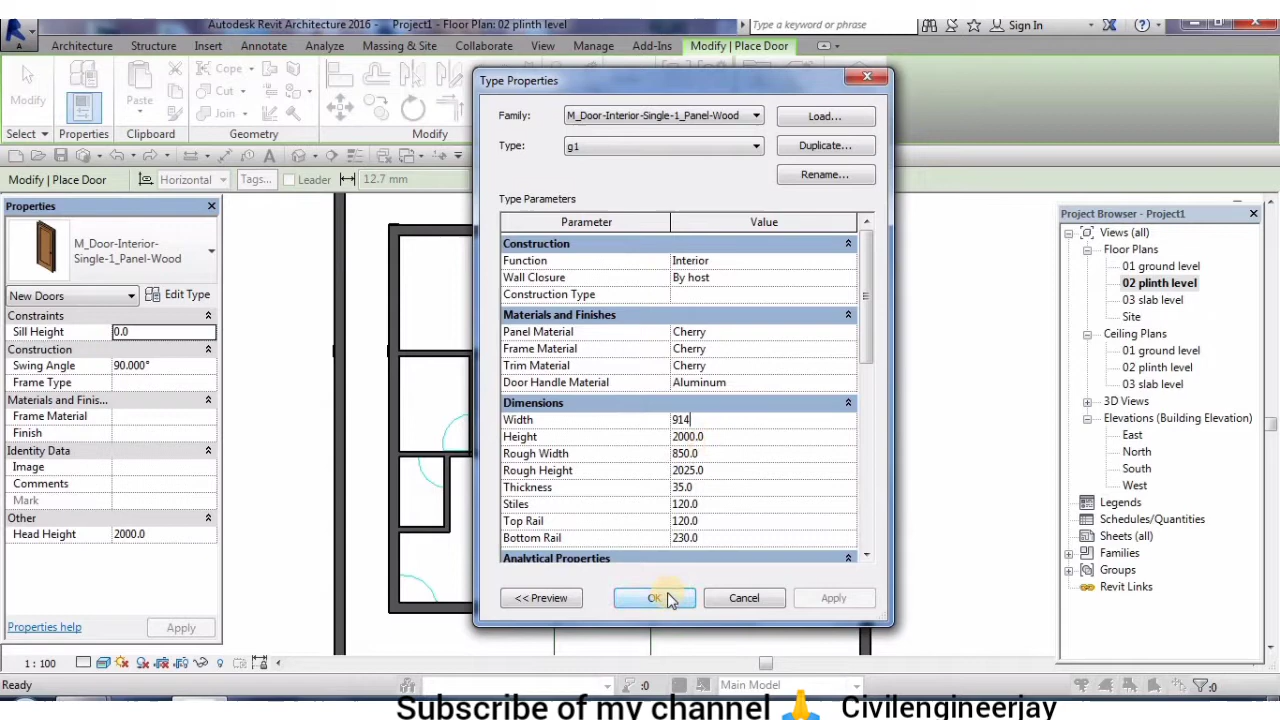 Autodesk Revit Architecture 2016 - Project1 - Floor Plan: 02 plinth level
Type a keyword or phrase
Sign In
Architecture Structure Insert Annotate Analyze Massing & Site Collaborate View Manage Add-Ins Modify | Place Door
Modify
Paste
Cope
Cut
Join
Select Properties Clipboard Geometry Modify
Modify | Place Door
Horizontal
Tags...
Leader
12.7 mm
Properties
M_Door-Interior-
Single-1_Panel-Wood
New Doors
Edit Type
Constraints
Sill Height 0.0
Construction
Swing Angle 90.000°
Frame Type
Materials and Finis...
Frame Material
Finish
Identity Data
Image
Comments
Mark
Other
Head Height 2000.0
Properties help
Apply
Type Properties
Family: M_Door-Interior-Single-1_Panel-Wood
Load...
Type: g1
Duplicate...
Rename...
Type Parameters
Parameter Value
Construction
Function Interior
Wall Closure By host
Construction Type
Materials and Finishes
Panel Material Cherry
Frame Material Cherry
Trim Material Cherry
Door Handle Material Aluminum
Dimensions
Width 914
Height 2000.0
Rough Width 850.0
Rough Height 2025.0
Thickness 35.0
Stiles 120.0
Top Rail 120.0
Bottom Rail 230.0
Analytical Properties
<< Preview
OK
Cancel
Apply
Project Browser - Project1
Views (all)
Floor Plans
01 ground level
02 plinth level
03 slab level
Site
Ceiling Plans
01 ground level
02 plinth level
03 slab level
3D Views
Elevations (Building Elevation)
East
North
South
West
Legends
Schedules/Quantities
Sheets (all)
Families
Groups
Revit Links
1 : 100
Ready
:0
Main Model
:0
Subscribe of my channel 🙏 Civilengineerjay